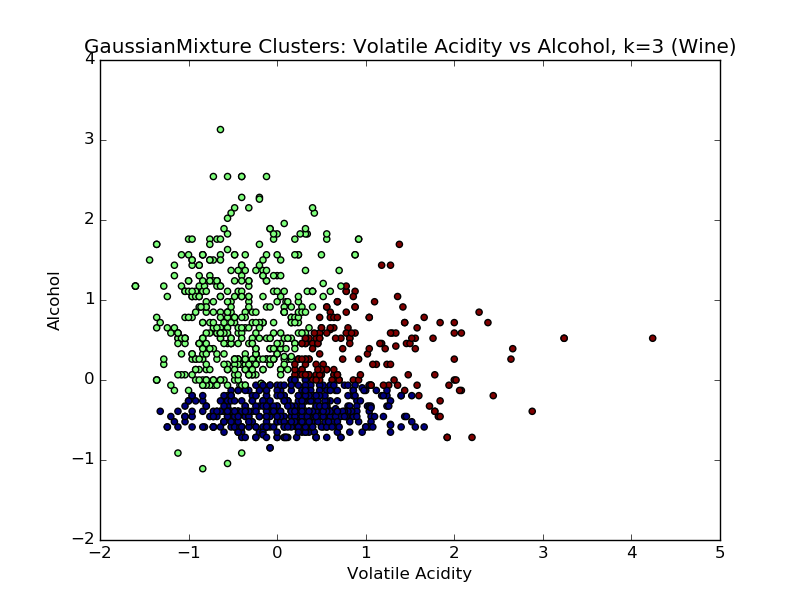 GaussianMixture Clusters: Volatile Acidity vs Alcohol, k=3 (Wine)
4
3
2
1
0
−1
−2
Alcohol
−2 −1 0 1 2 3 4 5
Volatile Acidity